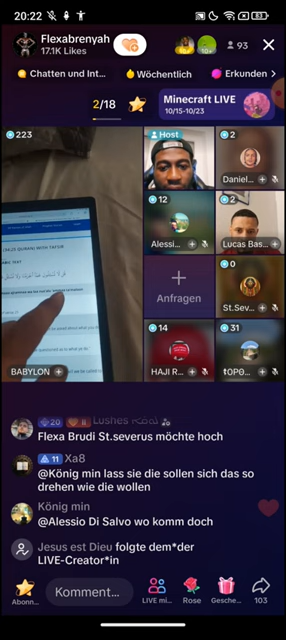 20:22
Flexabrenyah
17.1K Likes
10+
93
Chatten und Int...
Wöchentlich
Erkunden
2/18
Minecraft LIVE
10/15-10/23
223
BABYLON
Host
2
Daniel...
12
Alessi...
2
Lucas Bas...
Anfragen
0
St.Sev...
14
HAJI R...
31
20
Lushes
Flexa Brudi St.severus möchte hoch
11 Xa8
@König min lass sie die sollen sich das so
drehen wie die wollen
König min
@Alessio Di Salvo wo komm doch
Jesus est Dieu folgte dem*der
LIVE-Creator*in
Abonn...
Komment...
LIVE mi...
Rose
Gesche...
103